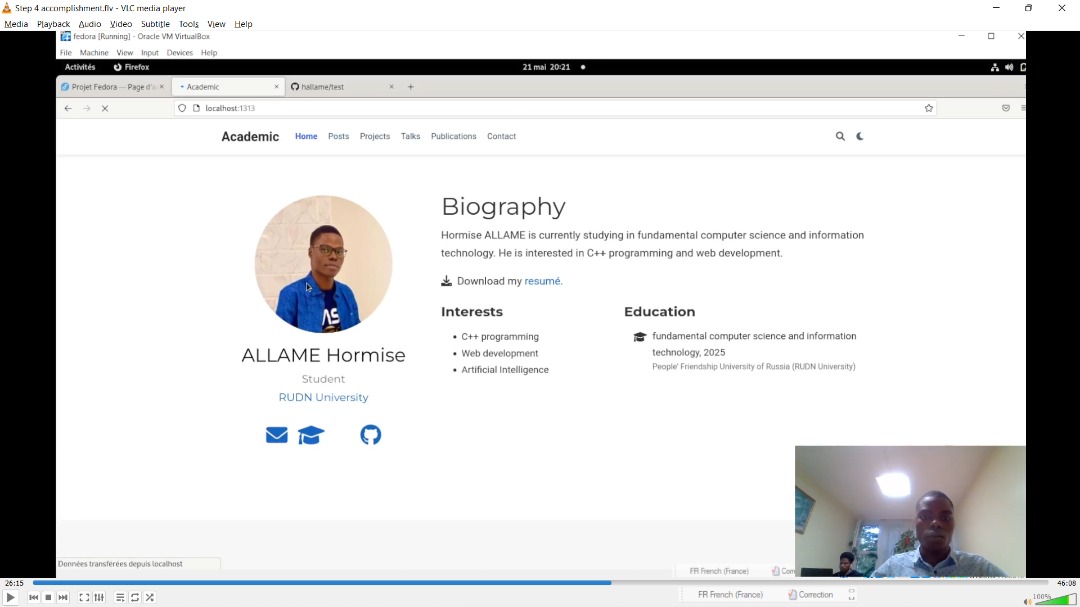 Step 4 accomplishment.flv - VLC media player
Media Playback Audio Video Subtitle Tools View Help
fedora [Running] - Oracle VM VirtualBox
File Machine View Input Devices Help
Activités Firefox 21 mai 20:21
Projet Fedora — Page d'a Academic hallame/test
localhost:1313
Academic Home Posts Projects Talks Publications Contact
Biography
Hormise ALLAME is currently studying in fundamental computer science and information
technology. He is interested in C++ programming and web development.
Download my resumé.
Interests
C++ programming
Web development
Artificial Intelligence
Education
fundamental computer science and information
technology, 2025
People' Friendship University of Russia (RUDN University)
AS
ALLAME Hormise
Student
RUDN University
Données transférées depuis localhost
FR French (France) Com
26:15 46:08
FR French (France) Correction
100%